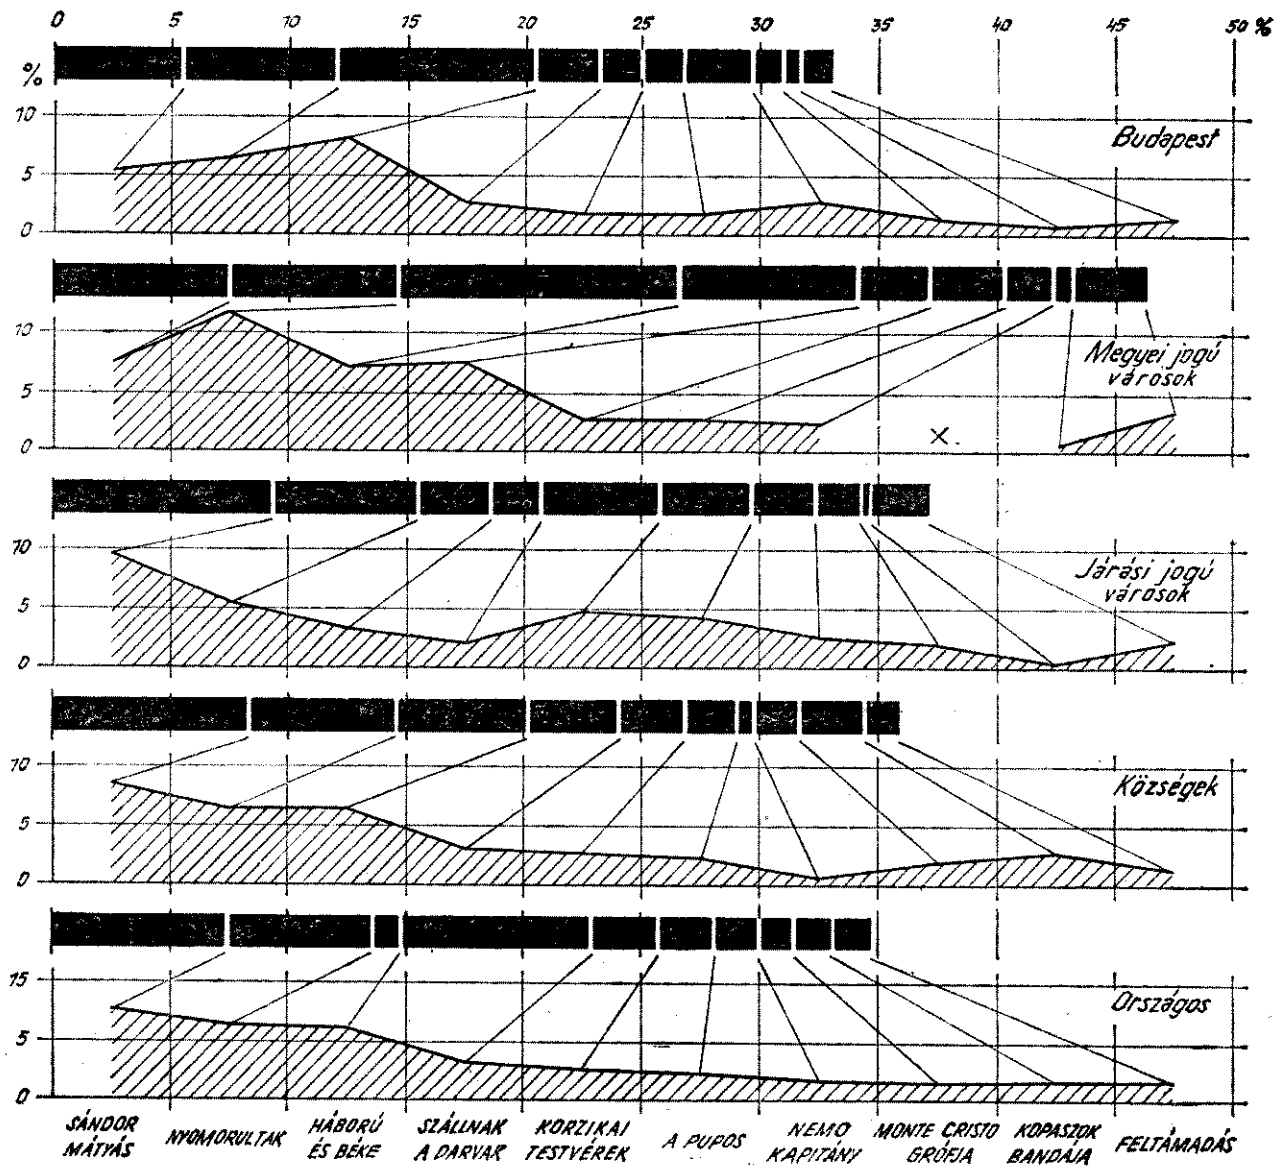 0 5 10 15 20 25 30 35 40 45 50 %
%
10
5
0
Budapest
10
5
0
Megyei jogú
városok
×
10
5
0
Járási jogú
városok
10
5
0
Községek
15
5
0
Országos
SÁNDOR
MÁTYÁS
NYOMORULTAK
HÁBORÚ
ÉS BÉKE
SZÁLLNAK
A DARVAK
KORZIKAI
TESTVÉREK
A PUPOS
NEMO
KAPITÁNY
MONTE CRISTO
GRÓFJA
KOPASZOK
BANDÁJA
FELTÁMADÁS